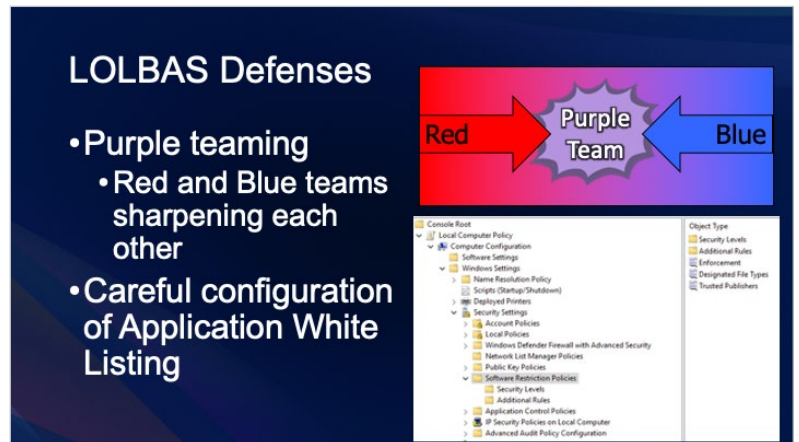 LOLBAS Defenses
•Purple teaming
•Red and Blue teams
sharpening each
other
•Careful configuration
of Application White
Listing
Red
Purple
Team
Blue
Console Root
Local Computer Policy
Computer Configuration
Software Settings
Windows Settings
Name Resolution Policy
Scripts (Startup/Shutdown)
Deployed Printers
Security Settings
Account Policies
Local Policies
Windows Defender Firewall with Advanced Security
Network List Manager Policies
Public Key Policies
Software Restriction Policies
Security Levels
Additional Rules
Application Control Policies
IP Security Policies on Local Computer
Advanced Audit Policy Configuration
Object Type
Security Levels
Additional Rules
Enforcement
Designated File Types
Trusted Publishers